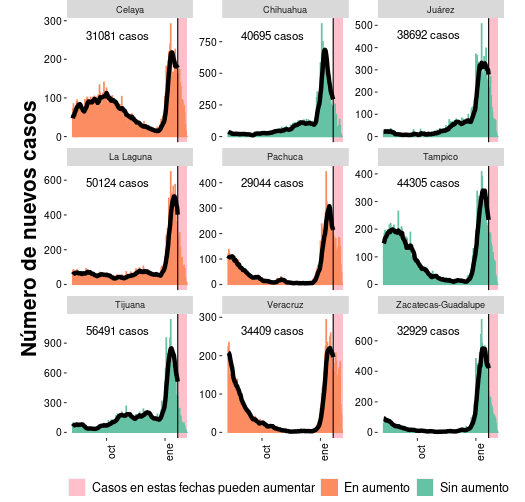 Número de nuevos casos
Celaya
Chihuahua
Juárez
31081 casos
40695 casos
38692 casos
300
200
100
0
750
500
250
0
500
400
300
200
100
0
La Laguna
Pachuca
Tampico
50124 casos
29044 casos
44305 casos
600
400
200
0
400
300
200
100
0
400
300
200
100
0
Tijuana
Veracruz
Zacatecas-Guadalupe
56491 casos
34409 casos
32929 casos
900
600
300
0
300
200
100
0
600
400
200
0
oct
ene
oct
ene
oct
ene
Casos en estas fechas pueden aumentar
En aumento
Sin aumento